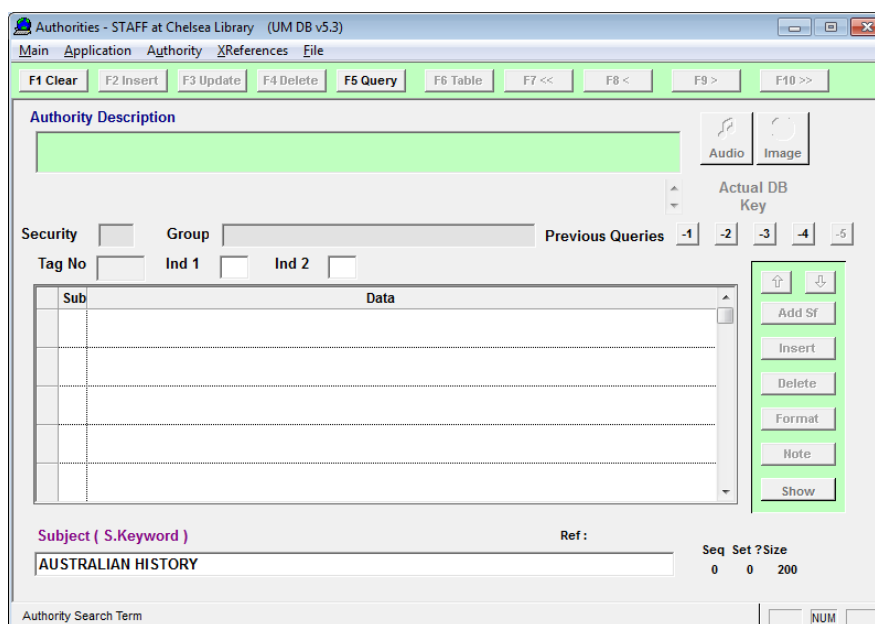 Authorities - STAFF at Chelsea Library (UM DB v5.3)
Main Application Authority XReferences File
F1 Clear F2 Insert F3 Update F4 Delete F5 Query F6 Table F7 << F8 < F9 > F10 >>
Authority Description
Audio Image
Actual DB
Key
Security Group Previous Queries -1 -2 -3 -4 -5
Tag No Ind 1 Ind 2
Sub Data
Add Sf
Insert
Delete
Format
Note
Show
Subject ( S.Keyword ) Ref :
Seq Set ?Size
AUSTRALIAN HISTORY
0 0 200
Authority Search Term NUM